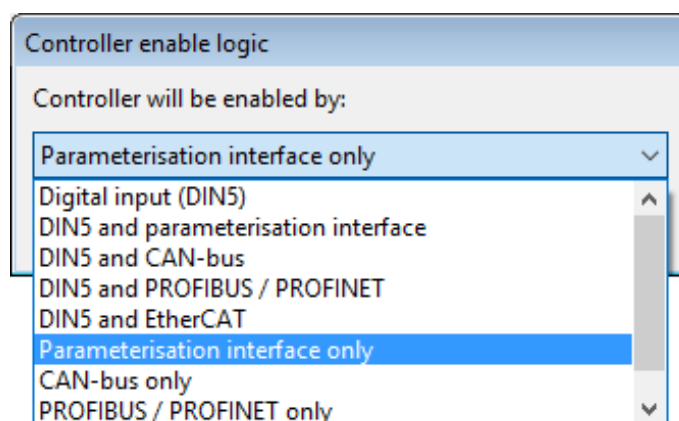 Controller enable logic
Controller will be enabled by:
Parameterisation interface only
Digital input (DIN5)
DIN5 and parameterisation interface
DIN5 and CAN-bus
DIN5 and PROFIBUS / PROFINET
DIN5 and EtherCAT
Parameterisation interface only
CAN-bus only
PROFIBUS / PROFINET only